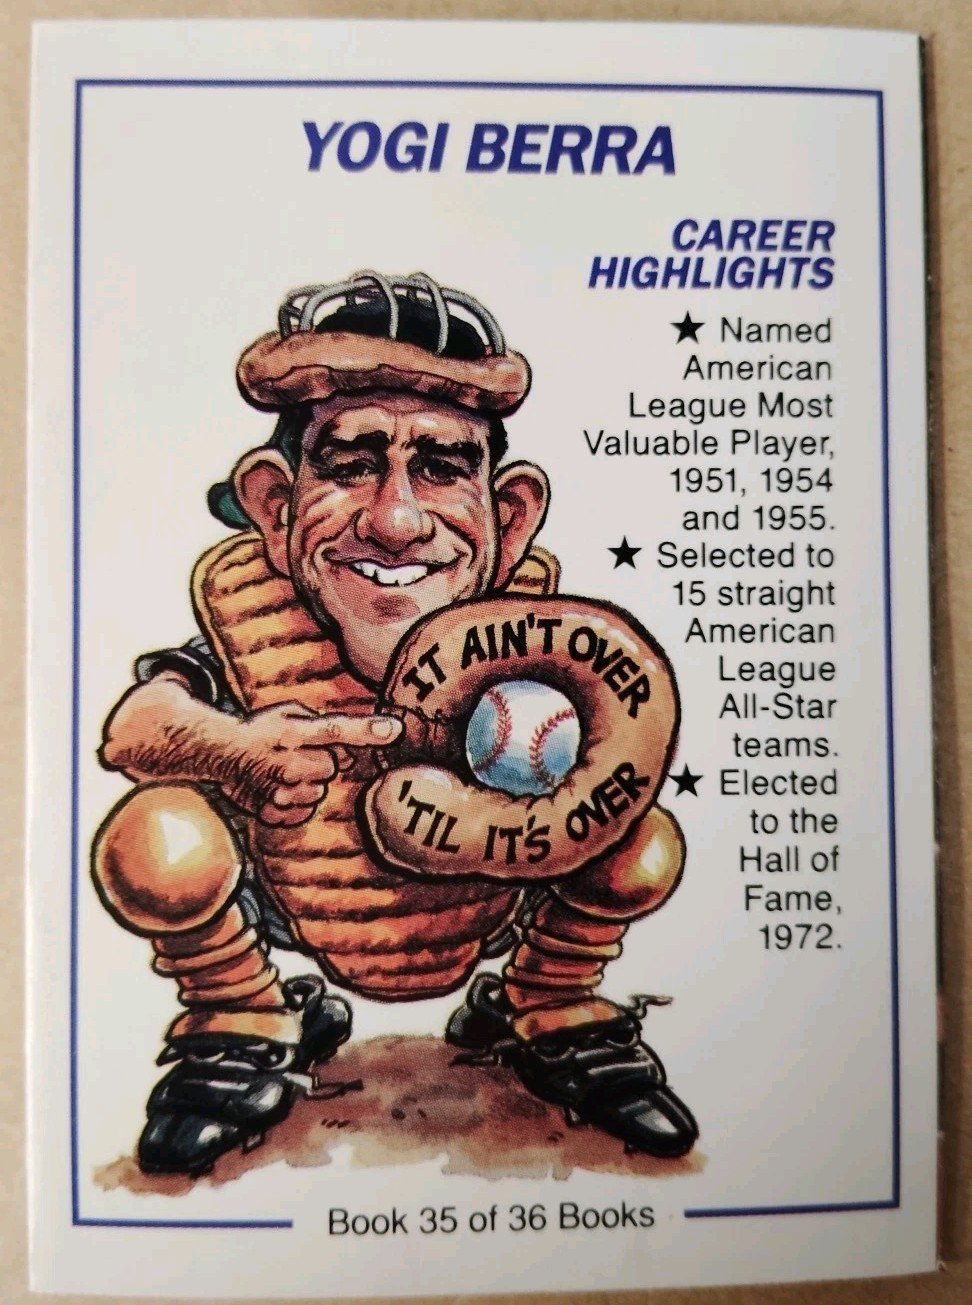 YOGI BERRA
CAREER
HIGHLIGHTS
★ Named
American
League Most
Valuable Player,
1951, 1954
and 1955.
★ Selected to
15 straight
American
League
All-Star
teams.
★ Elected
to the
Hall of
Fame,
1972.
IT AIN'T OVER
'TIL IT'S OVER
Book 35 of 36 Books